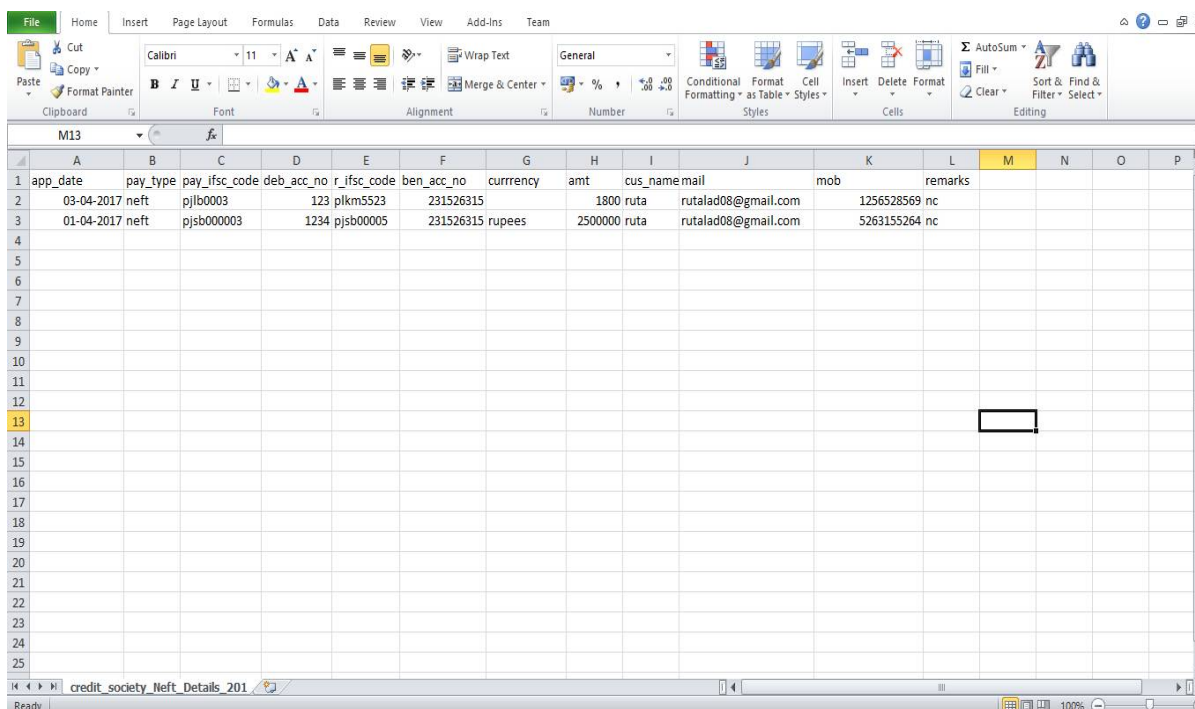 File Home Insert Page Layout Formulas Data Review View Add-Ins Team
Cut
Copy
Format Painter
Paste
Clipboard
Calibri 11 A A
B I U A
Font
Wrap Text
Merge & Center
Alignment
General
% , .0 .00 .00 .0
Number
Conditional Formatting
Format as Table
Cell Styles
Styles
Insert Delete Format
Cells
Σ AutoSum
Fill
Clear
Sort & Filter
Find & Select
Editing
M13 fx
A B C D E F G H I J K L M N O P
1 app_date pay_type pay_ifsc_code deb_acc_no r_ifsc_code ben_acc_no currrency amt cus_name mail mob remarks
2 03-04-2017 neft pjlb0003 123 plkm5523 231526315 1800 ruta rutalad08@gmail.com 1256528569 nc
3 01-04-2017 neft pjsb000003 1234 pjsb00005 231526315 rupees 2500000 ruta rutalad08@gmail.com 5263155264 nc
4
5
6
7
8
9
10
11
12
13
14
15
16
17
18
19
20
21
22
23
24
25
credit_society_Neft_Details_201
Ready 100%